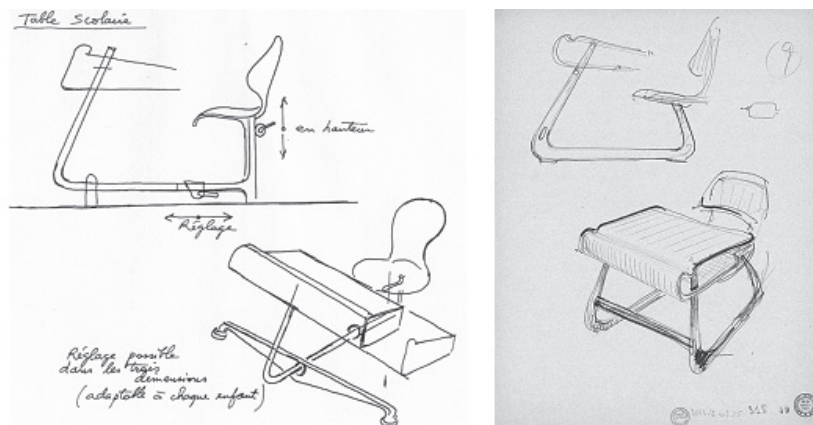 Table Scolaire
en hauteur
Réglage
Réglage possible
dans les trois
dimensions
(adaptable à chaque enfant)
9